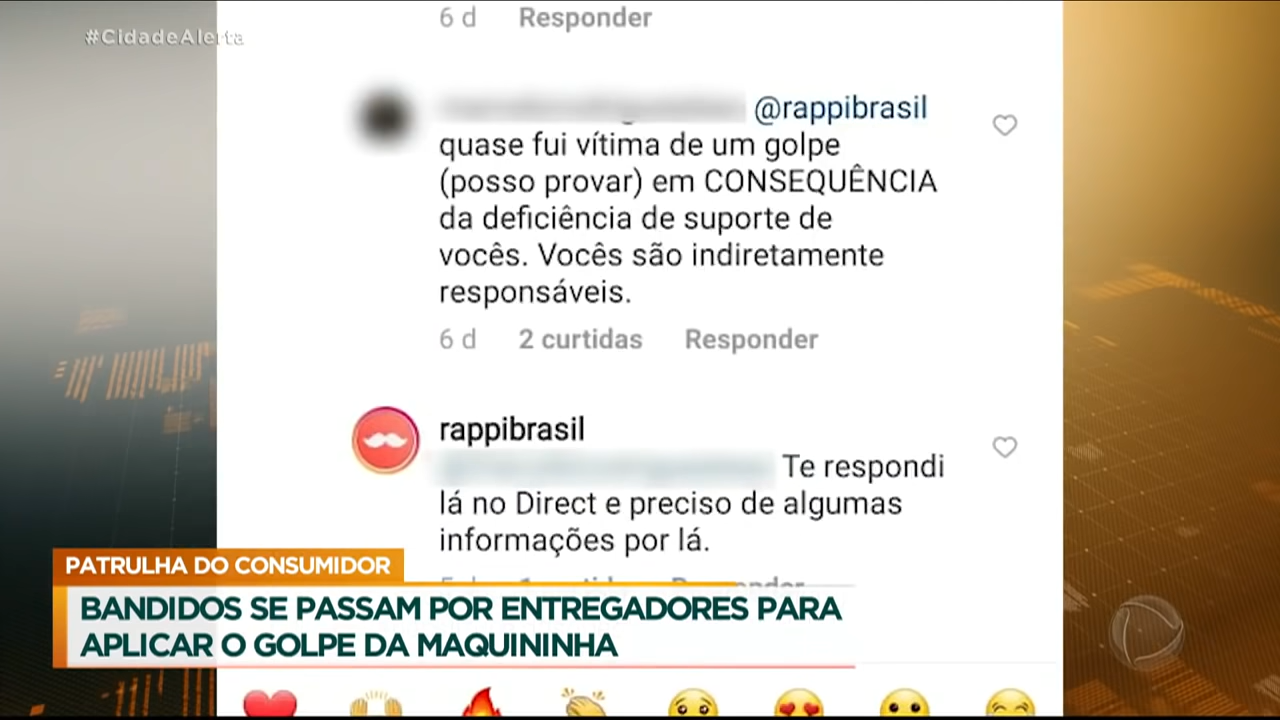 #CidadeAlerta
6 d Responder
@rappibrasil
quase fui vítima de um golpe
(posso provar) em CONSEQUÊNCIA
da deficiência de suporte de
vocês. Vocês são indiretamente
responsáveis.
6 d 2 curtidas Responder
rappibrasil
Te respondi
lá no Direct e preciso de algumas
informações por lá.
Responder
PATRULHA DO CONSUMIDOR
BANDIDOS SE PASSAM POR ENTREGADORES PARA
APLICAR O GOLPE DA MAQUININHA